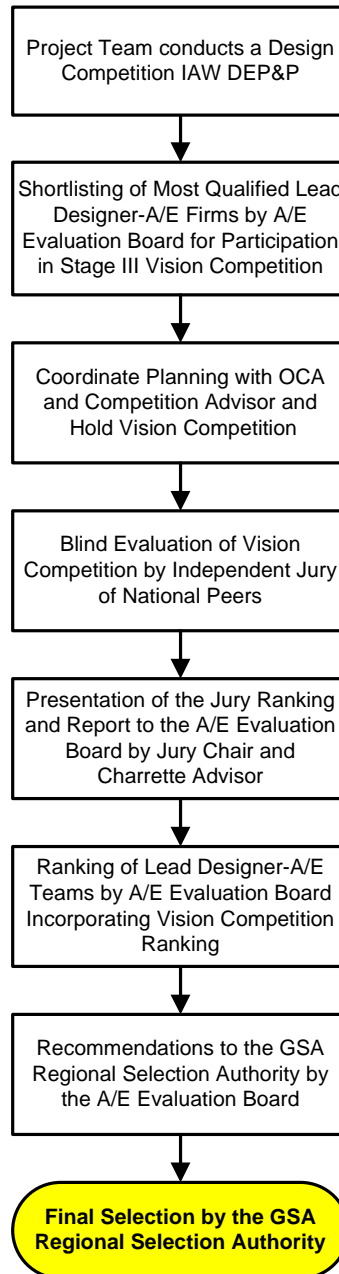 Project Team conducts a Design
Competition IAW DEP&P
Shortlisting of Most Qualified Lead
Designer-A/E Firms by A/E
Evaluation Board for Participation
in Stage III Vision Competition
Coordinate Planning with OCA
and Competition Advisor and
Hold Vision Competition
Blind Evaluation of Vision
Competition by Independent Jury
of National Peers
Presentation of the Jury Ranking
and Report to the A/E Evaluation
Board by Jury Chair and
Charrette Advisor
Ranking of Lead Designer-A/E
Teams by A/E Evaluation Board
Incorporating Vision Competition
Ranking
Recommendations to the GSA
Regional Selection Authority by
the A/E Evaluation Board
Final Selection by the GSA
Regional Selection Authority